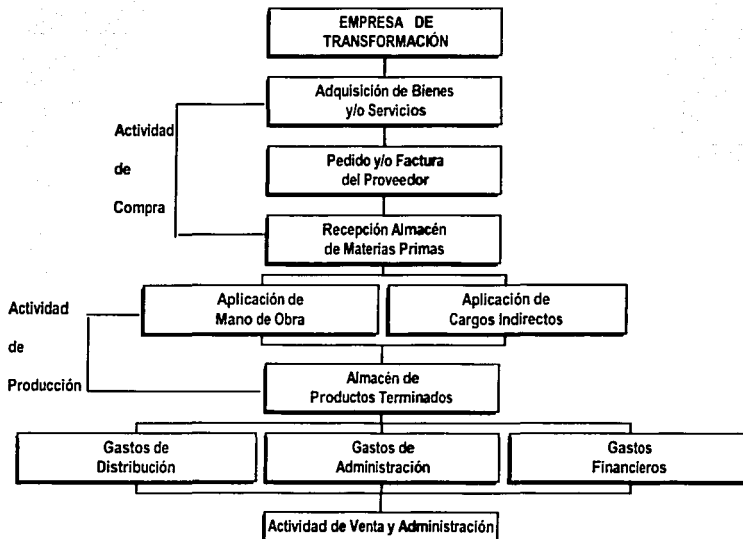 EMPRESA DE
TRANSFORMACIÓN
Adquisición de Bienes
y/o Servicios
Actividad
de
Compra
Pedido y/o Factura
del Proveedor
Recepción Almacén
de Materias Primas
Aplicación de
Mano de Obra
Aplicación de
Cargos Indirectos
Actividad
de
Producción
Almacén de
Productos Terminados
Gastos de
Distribución
Gastos de
Administración
Gastos
Financieros
Actividad de Venta y Administración